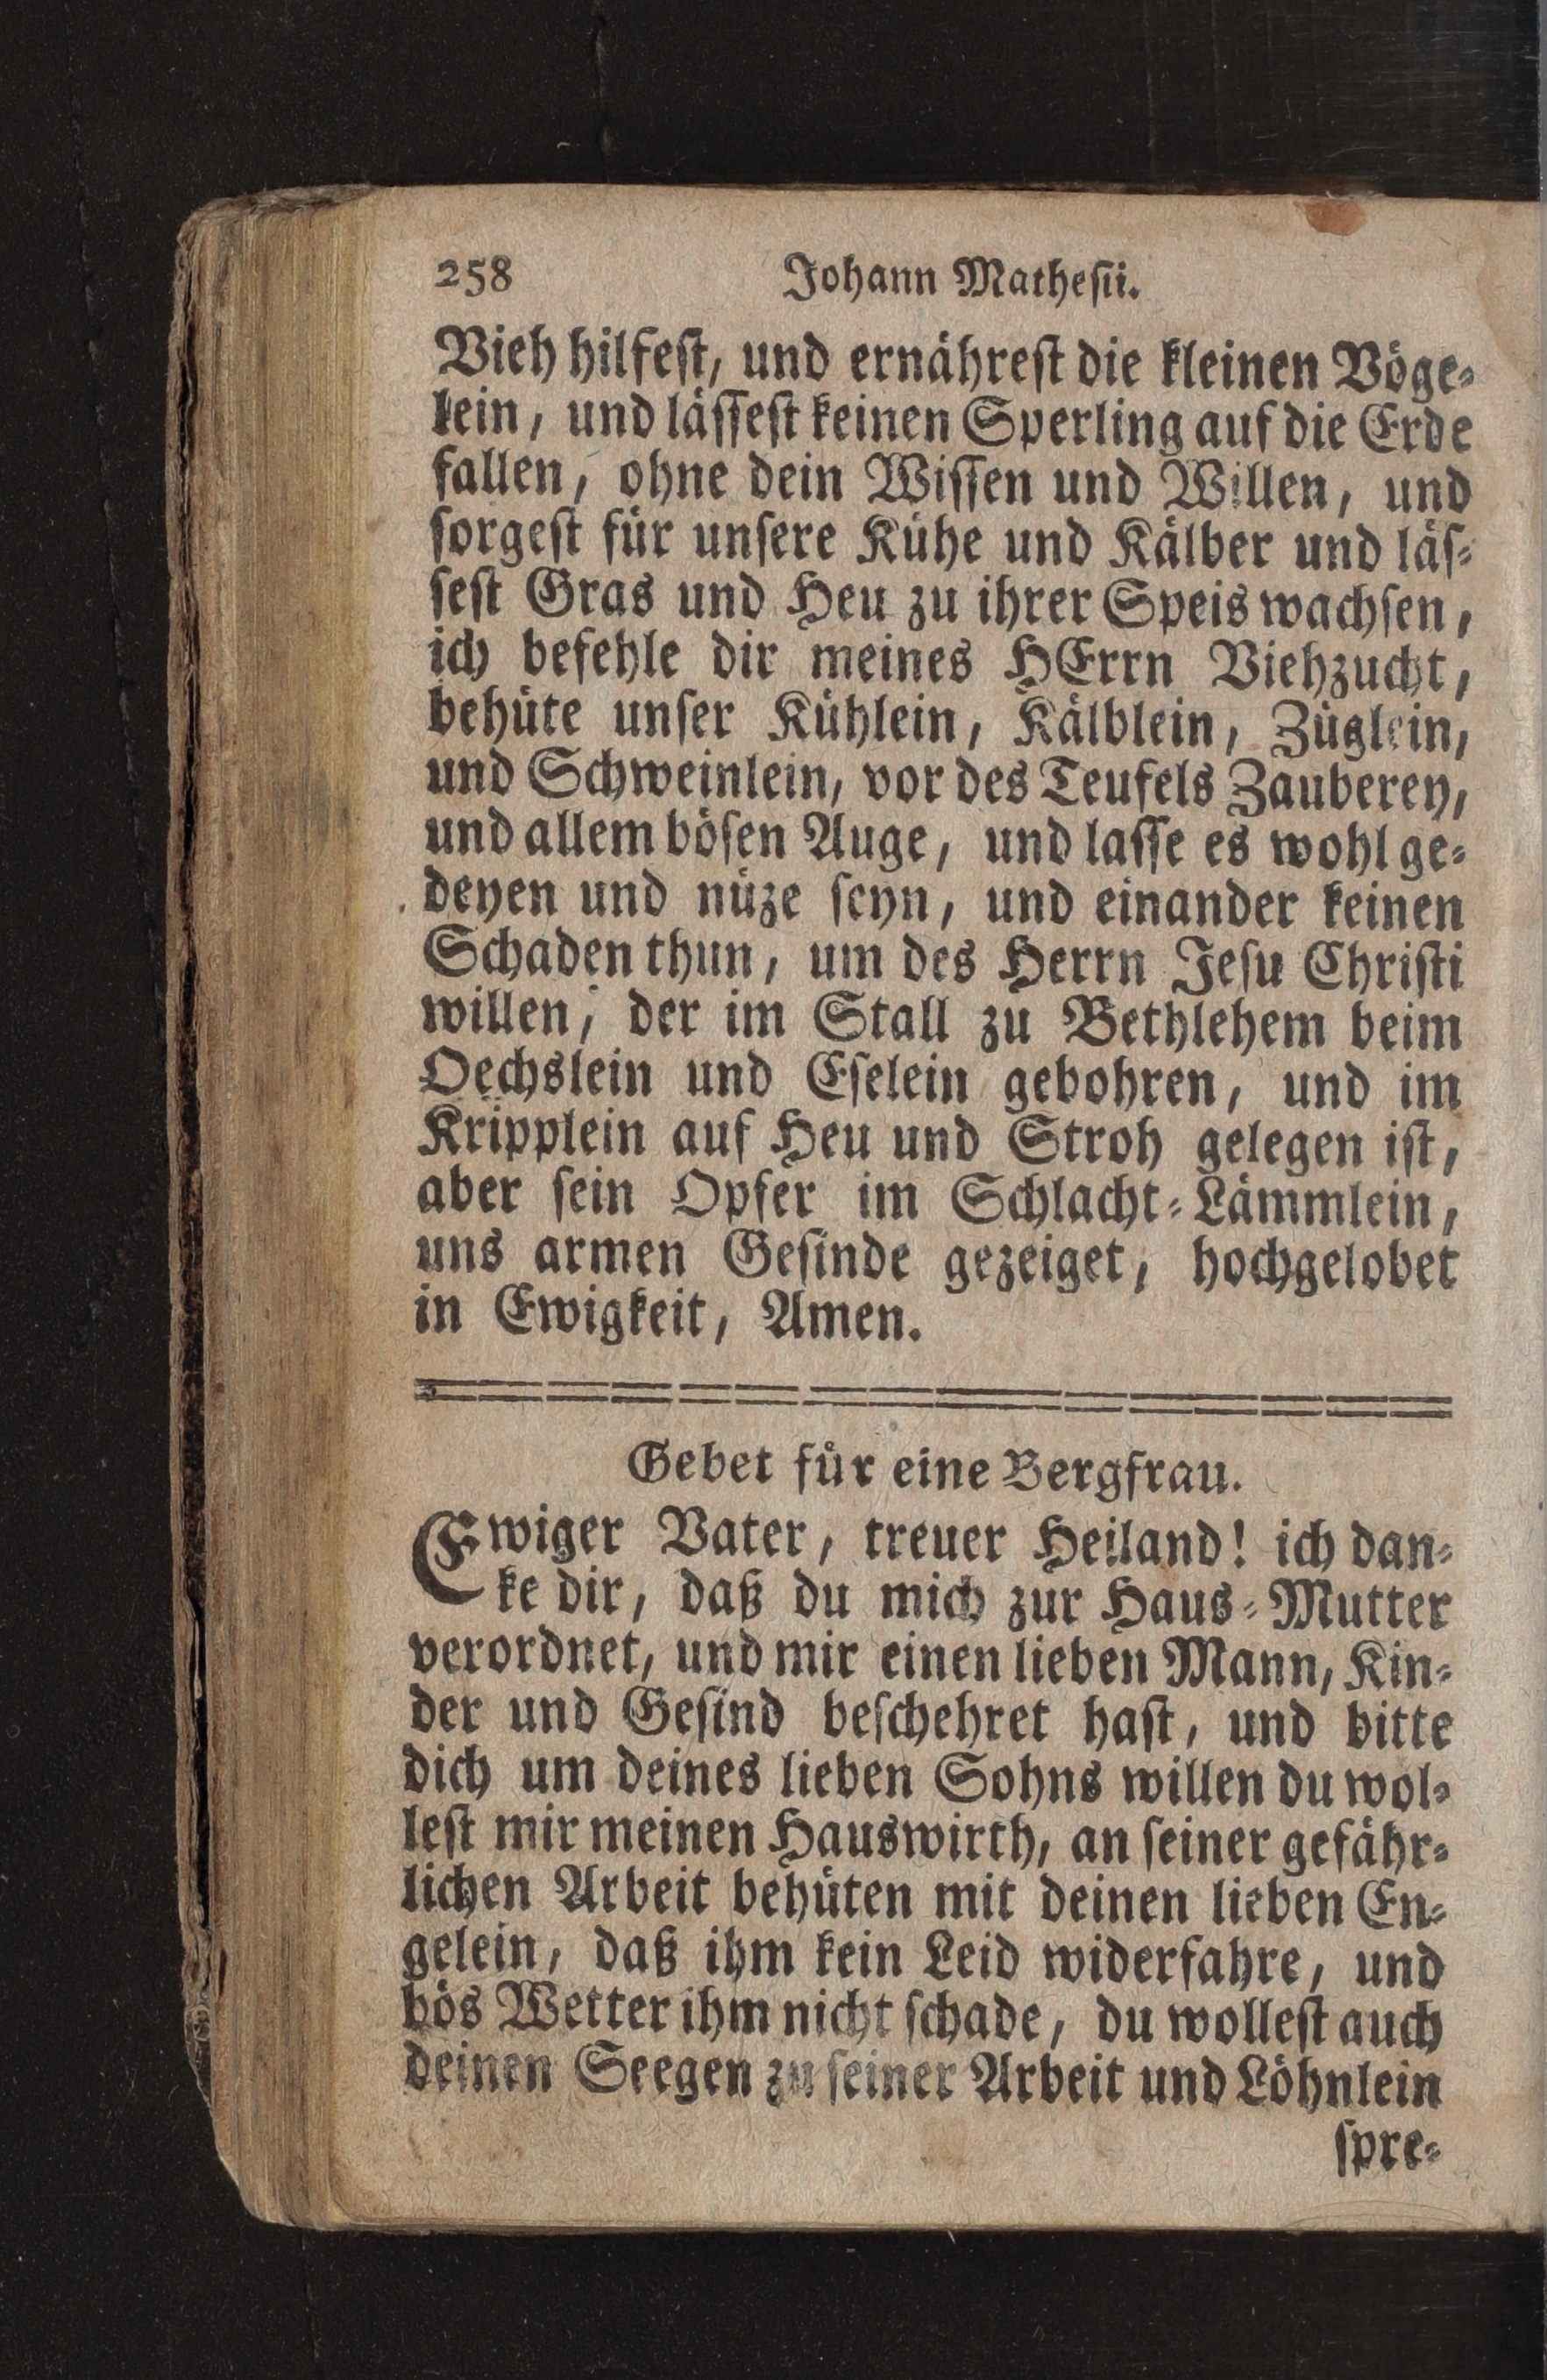 258 Johann Mathesii.
Vieh hilfest, und ernährest die kleinen Vöge-
lein, und lässest keinen Sperling auf die Erde
fallen, ohne dein Wissen und Willen, und
sorgest für unsere Kühe und Kälber und läs-
sest Gras und Heu zu ihrer Speis wachsen,
ich befehle dir meines HErrn Viehzucht,
behüte unser Kühlein, Kälblein, Züglein,
und Schweinlein, vor des Teufels Zauberey,
und allem bösen Auge, und lasse es wohl ge-
deyen und nüze seyn, und einander keinen
Schaden thun, um des Herrn Jesu Christi
willen, der im Stall zu Bethlehem beim
Oechslein und Eselein gebohren, und im
Kripplein auf Heu und Stroh gelegen ist,
aber sein Opfer im Schlacht-Lämmlein,
uns armen Gesinde gezeiget, hochgelobet
in Ewigkeit, Amen.
Gebet für eine Bergfrau.
Ewiger Vater, treuer Heiland! ich dan-
ke dir, daß du mich zur Haus-Mutter
verordnet, und mir einen lieben Mann, Kin-
der und Gesind beschehret hast, und bitte
dich um deines lieben Sohns willen du wol-
lest mir meinen Hauswirth, an seiner gefähr-
lichen Arbeit behüten mit deinen lieben En-
gelein, daß ihm kein Leid widerfahre, und
bös Wetter ihm nicht schade, du wollest auch
deinen Seegen zu seiner Arbeit und Löhnlein
spre-